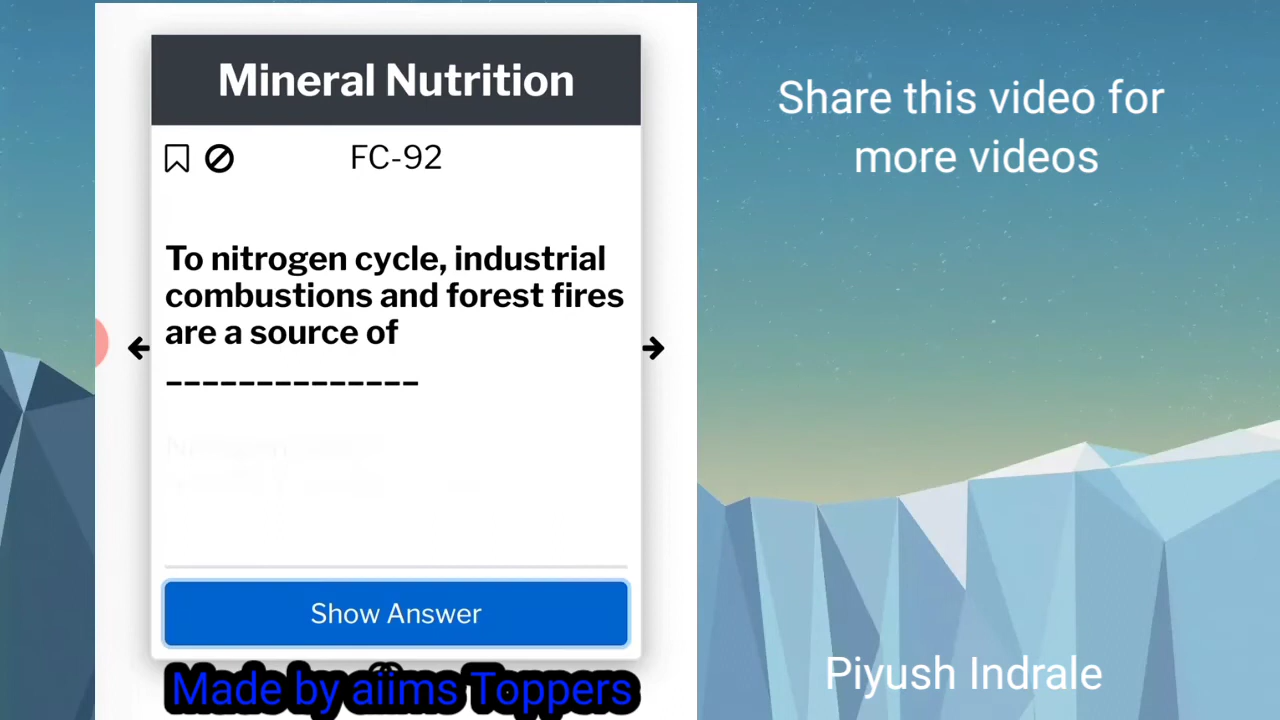 Mineral Nutrition
FC-92
To nitrogen cycle, industrial
combustions and forest fires
are a source of
--------------
Show Answer
Made by aiims Toppers
Share this video for
more videos
Piyush Indrale